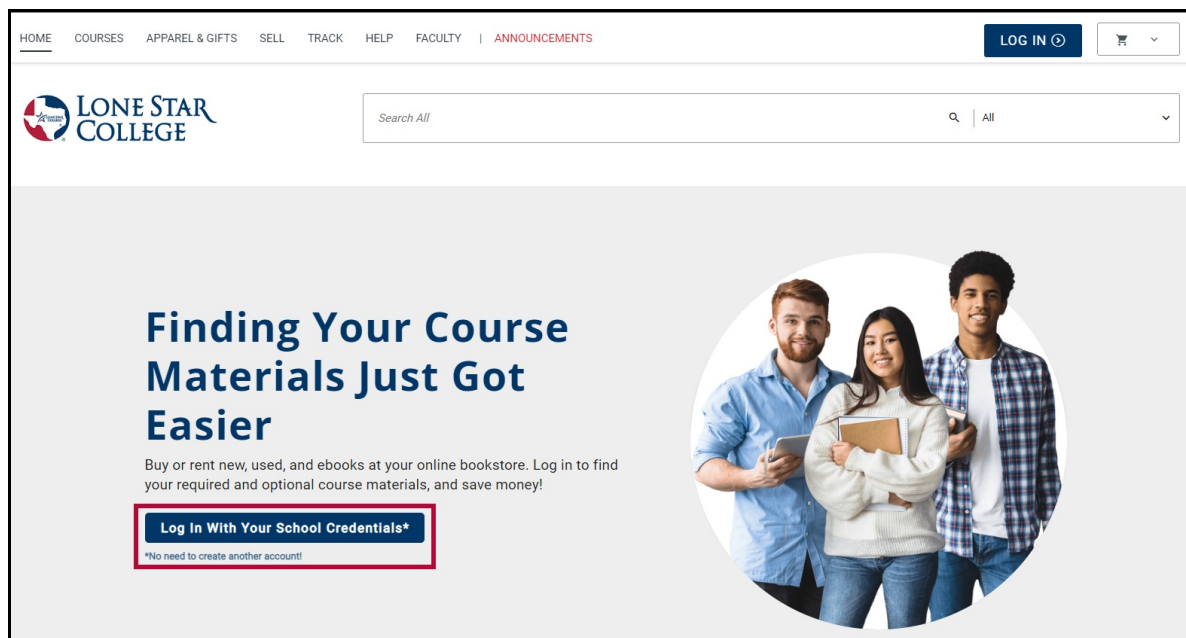 HOME COURSES APPAREL & GIFTS SELL TRACK HELP FACULTY | ANNOUNCEMENTS
LOG IN
LONE STAR
COLLEGE
Search All
All
Finding Your Course
Materials Just Got
Easier
Buy or rent new, used, and ebooks at your online bookstore. Log in to find
your required and optional course materials, and save money!
Log In With Your School Credentials*
*No need to create another account!